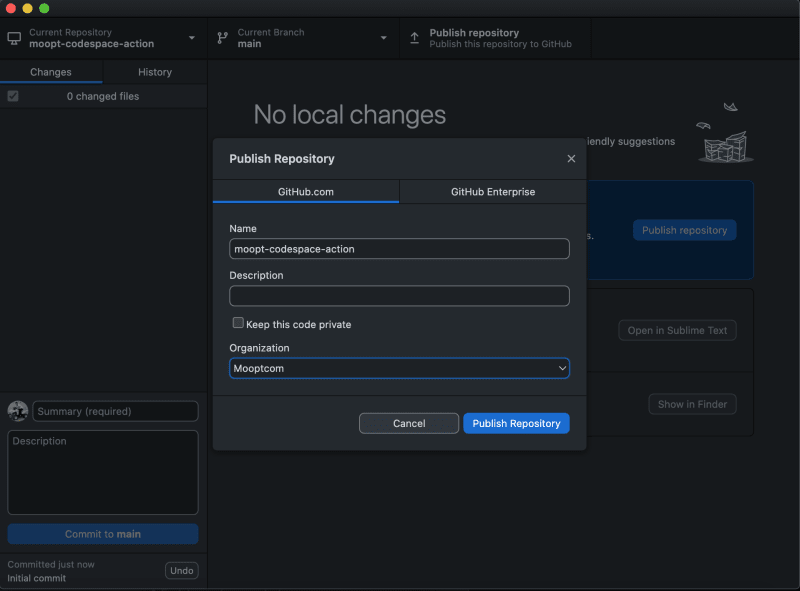 Current Repository
moopt-codespace-action
Current Branch
main
Publish repository
Publish this repository to GitHub
Changes
History
0 changed files
No local changes
iendly suggestions
Publish Repository
GitHub.com
GitHub Enterprise
Name
moopt-codespace-action
s.
Publish repository
Description
Keep this code private
Open in Sublime Text
Organization
Mooptcom
Show in Finder
Cancel
Publish Repository
Summary (required)
Description
Commit to main
Committed just now
Initial commit
Undo